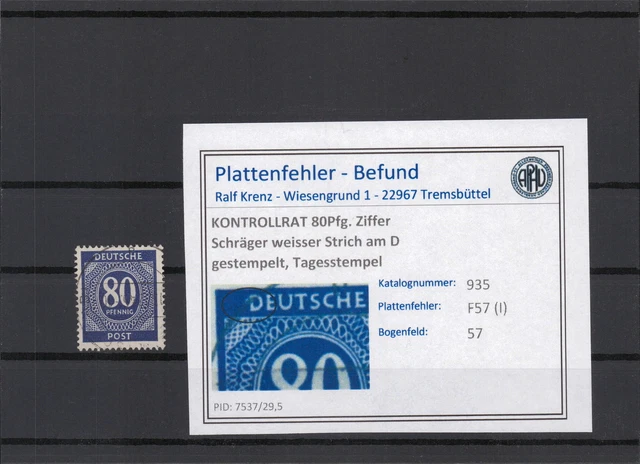 DEUTSCHE
80
PFENNIG
POST
Plattenfehler - Befund
Ralf Krenz - Wiesengrund 1 - 22967 Tremsbüttel
KONTROLLRAT 80Pfg. Ziffer
Schräger weisser Strich am D
gestempelt, Tagesstempel
Katalognummer: 935
Plattenfehler: F57 (I)
Bogenfeld: 57
DEUTSCHE
80
PID: 7537/29,5